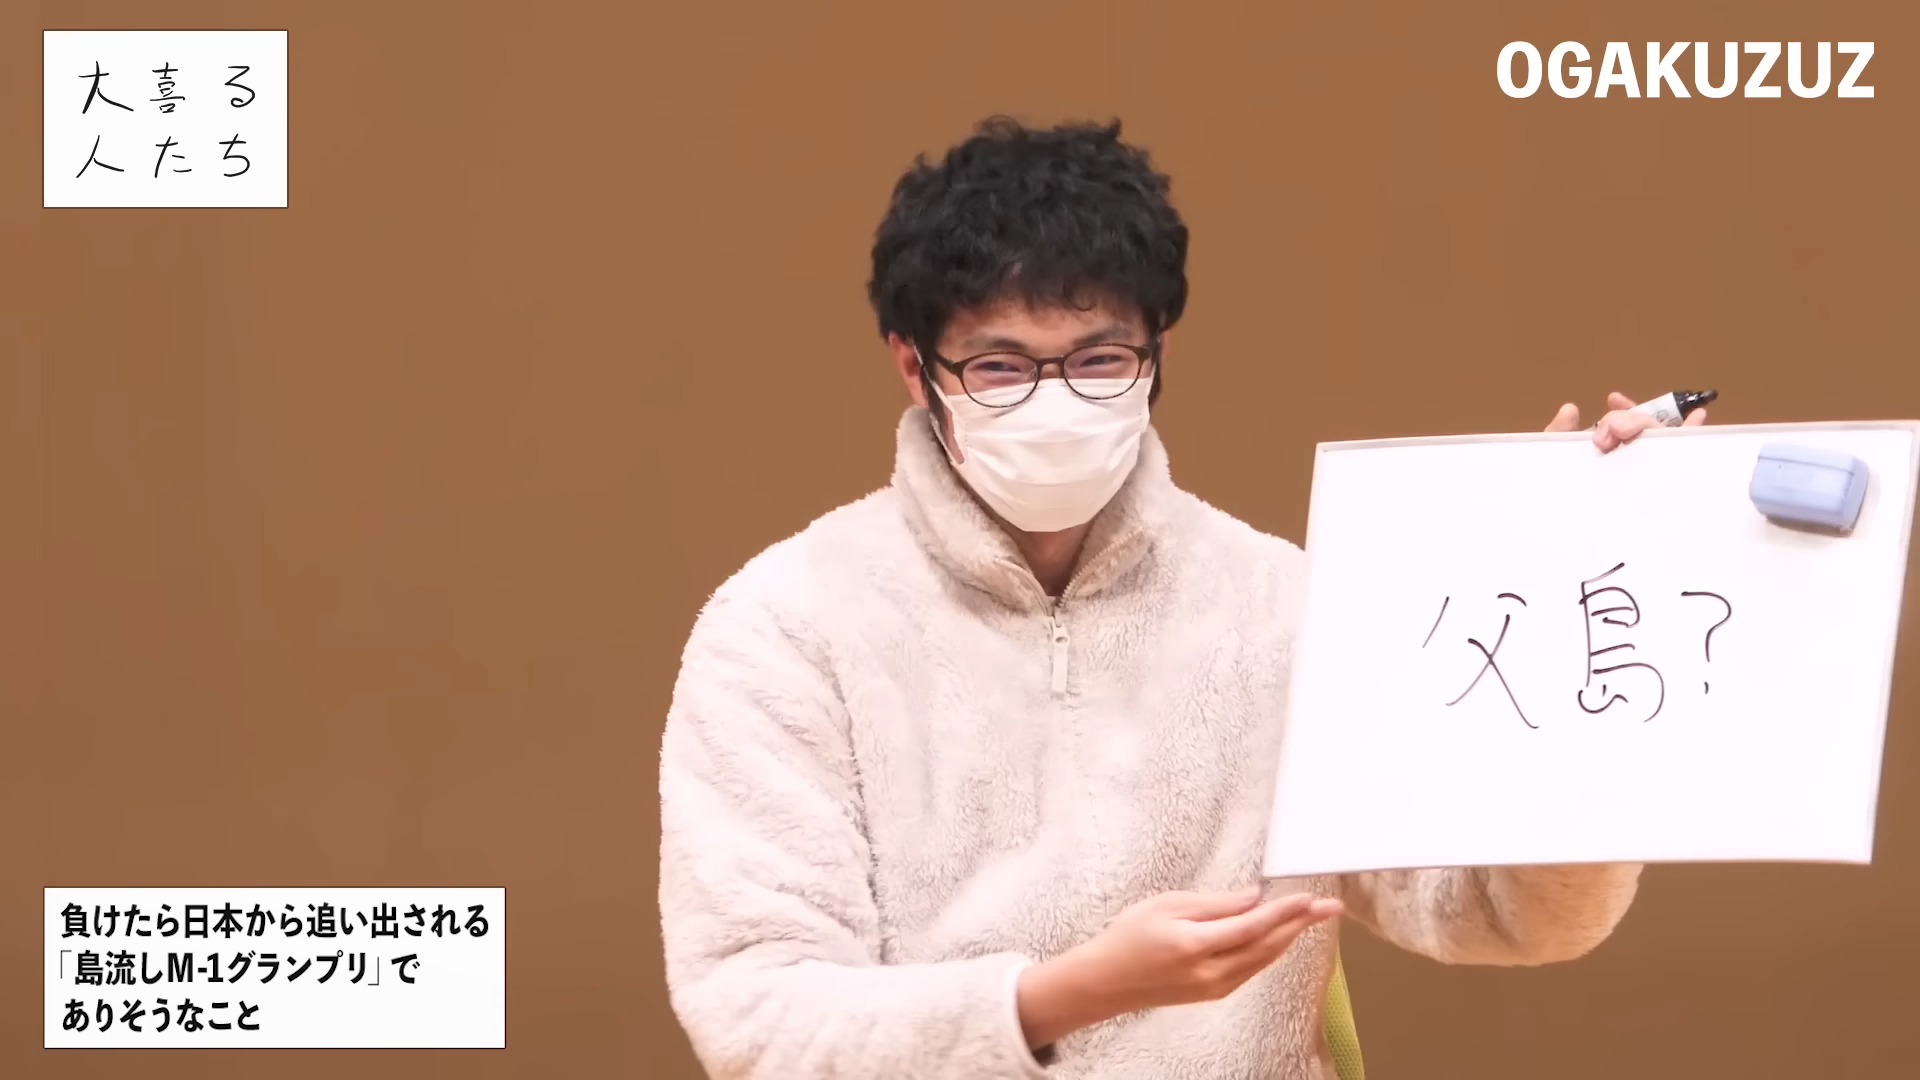 大喜る
人たち
OGAKUZUZ
父島?
負けたら日本から追い出される
「島流しM-1グランプリ」で
ありそうなこと